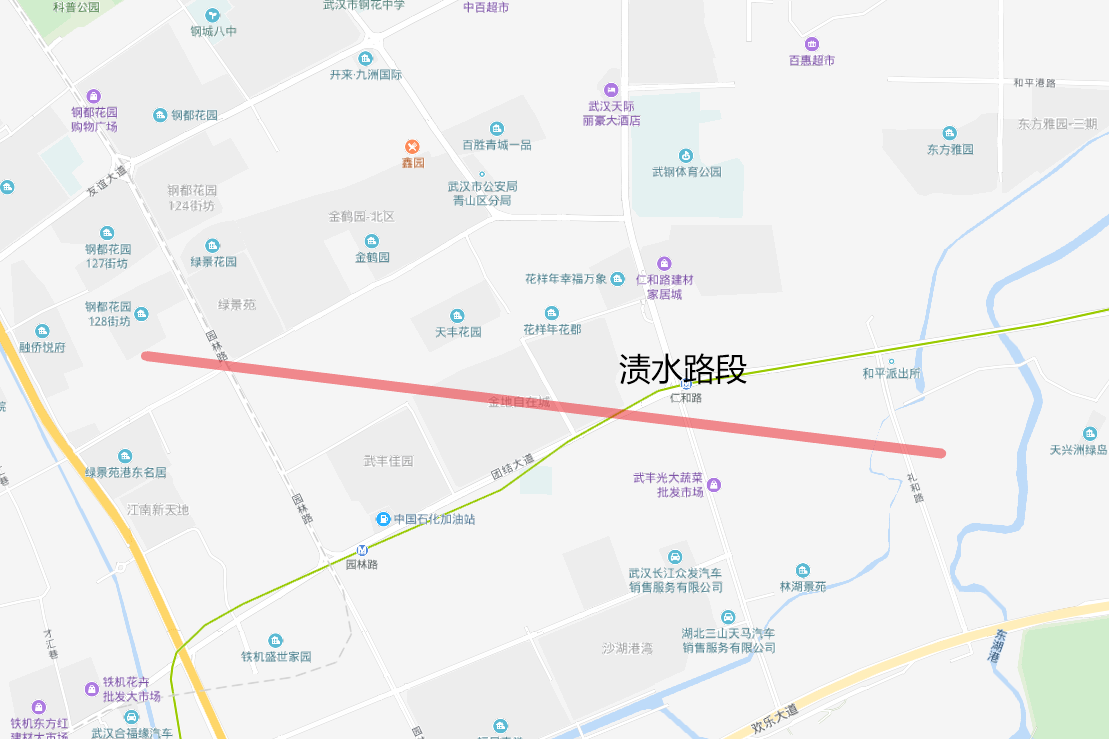 科普公园
武汉市钢花中学
中百超市
钢城八中
开来·九洲国际
百惠超市
和平港路
钢都花园
购物广场
钢都花园
武汉天际
丽豪大酒店
东方雅园-三期
东方雅园
百胜青城一品
鑫园
武钢体育公园
友谊大道
钢都花园
124街坊
武汉市公安局
青山区分局
金鹤园-北区
金鹤园
钢都花园
127街坊
绿景花园
花样年幸福万象
仁和路建材
家居城
钢都花园
128街坊
绿景苑
天丰花园
花样年花郡
融侨悦府
园林路
渍水路段
和平派出所
仁和路
金地自在城
天兴洲绿岛
绿景苑港东名居
武丰佳园
团结大道
武丰光大蔬菜
批发市场
礼和路
江南新天地
园林路
中国石化加油站
园林路
武汉长江众发汽车
销售服务有限公司
林湖景苑
湖北三山天马汽车
销售服务有限公司
沙湖港湾
东湖港
才汇巷
铁机盛世家园
铁机花卉
批发大市场
铁机东方红
建材大市场
武汉合福缘汽车
欢乐大道